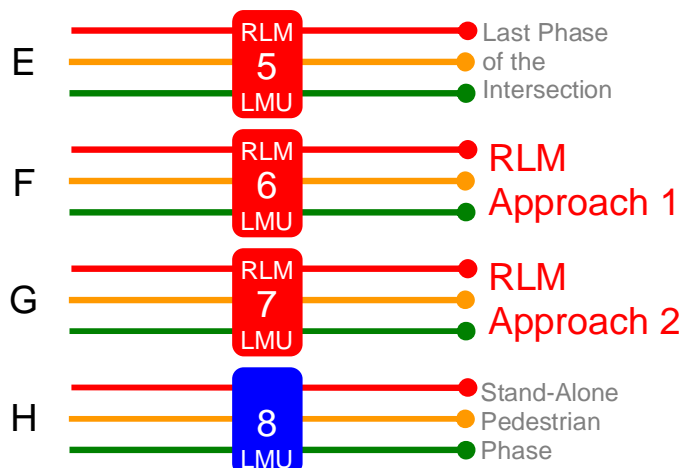 E
RLM
5
LMU
Last Phase
of the
Intersection
F
RLM
6
LMU
RLM
Approach 1
G
RLM
7
LMU
RLM
Approach 2
H
8
LMU
Stand-Alone
Pedestrian
Phase